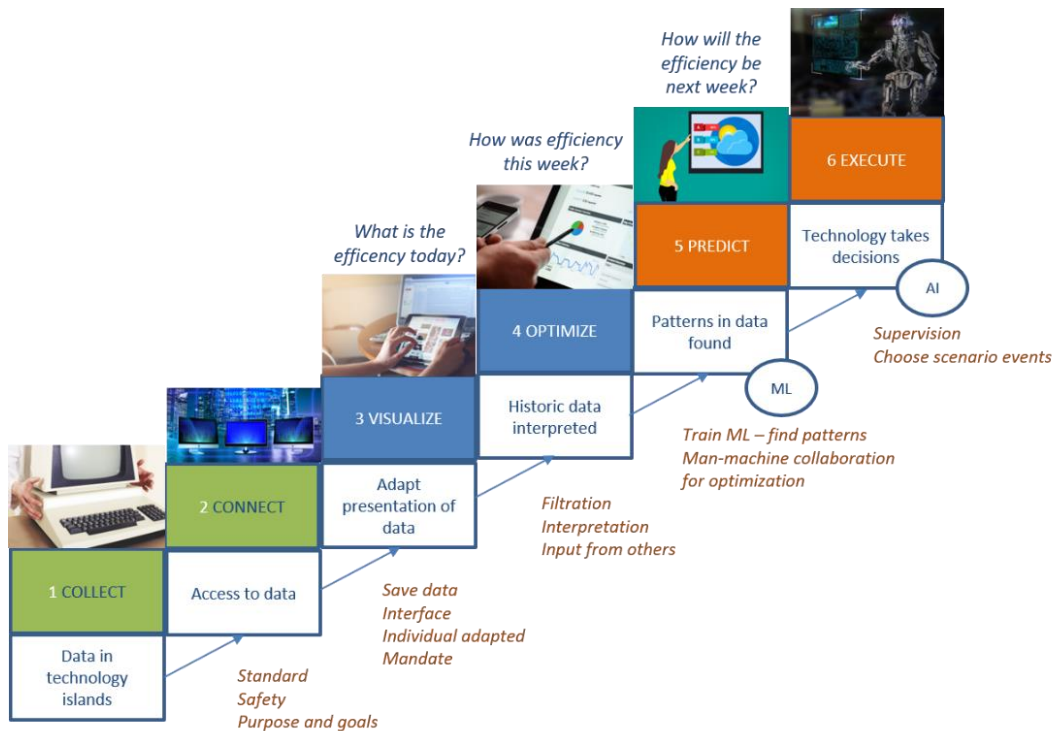 How will the
efficiency be
next week?
How was efficiency
this week?
What is the
efficency today?
6 EXECUTE
Technology takes
decisions
AI
Supervision
Choose scenario events
5 PREDICT
Patterns in data
found
ML
Train ML – find patterns
Man-machine collaboration
for optimization
4 OPTIMIZE
Historic data
interpreted
Filtration
Interpretation
Input from others
3 VISUALIZE
Adapt
presentation of
data
Save data
Interface
Individual adapted
Mandate
2 CONNECT
Access to data
Standard
Safety
Purpose and goals
1 COLLECT
Data in
technology
islands